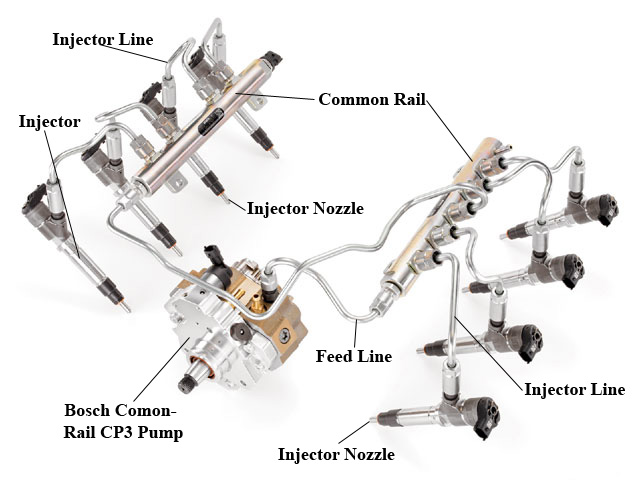 Injector Line
Common Rail
Injector
Injector Nozzle
Feed Line
Injector Line
Bosch Comon-
Rail CP3 Pump
Injector Nozzle